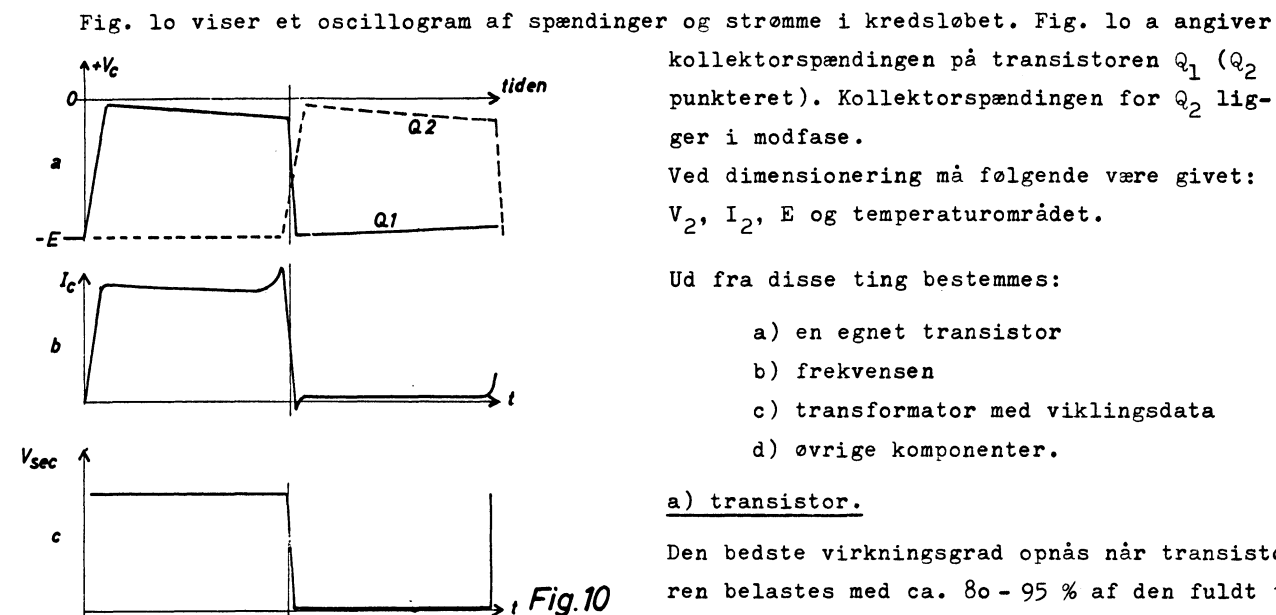 Fig. lo viser et oscillogram af spændinger og strømme i kredsløbet. Fig. lo a angiver
kollektorspændingen på transistoren Q1 (Q2
punkteret). Kollektorspændingen for Q2 lig-
ger i modfase.
Ved dimensionering må følgende være givet:
V2, I2, E og temperaturområdet.
Ud fra disse ting bestemmes:
a) en egnet transistor
b) frekvensen
c) transformator med viklingsdata
d) øvrige komponenter.
a) transistor.
Den bedste virkningsgrad opnås når transisto
ren belastes med ca. 8o - 95 % af den fuldt
+Vc
0
tiden
Q2
a
Q1
-E
Ic
b
t
Vsec
c
t
Fig.10